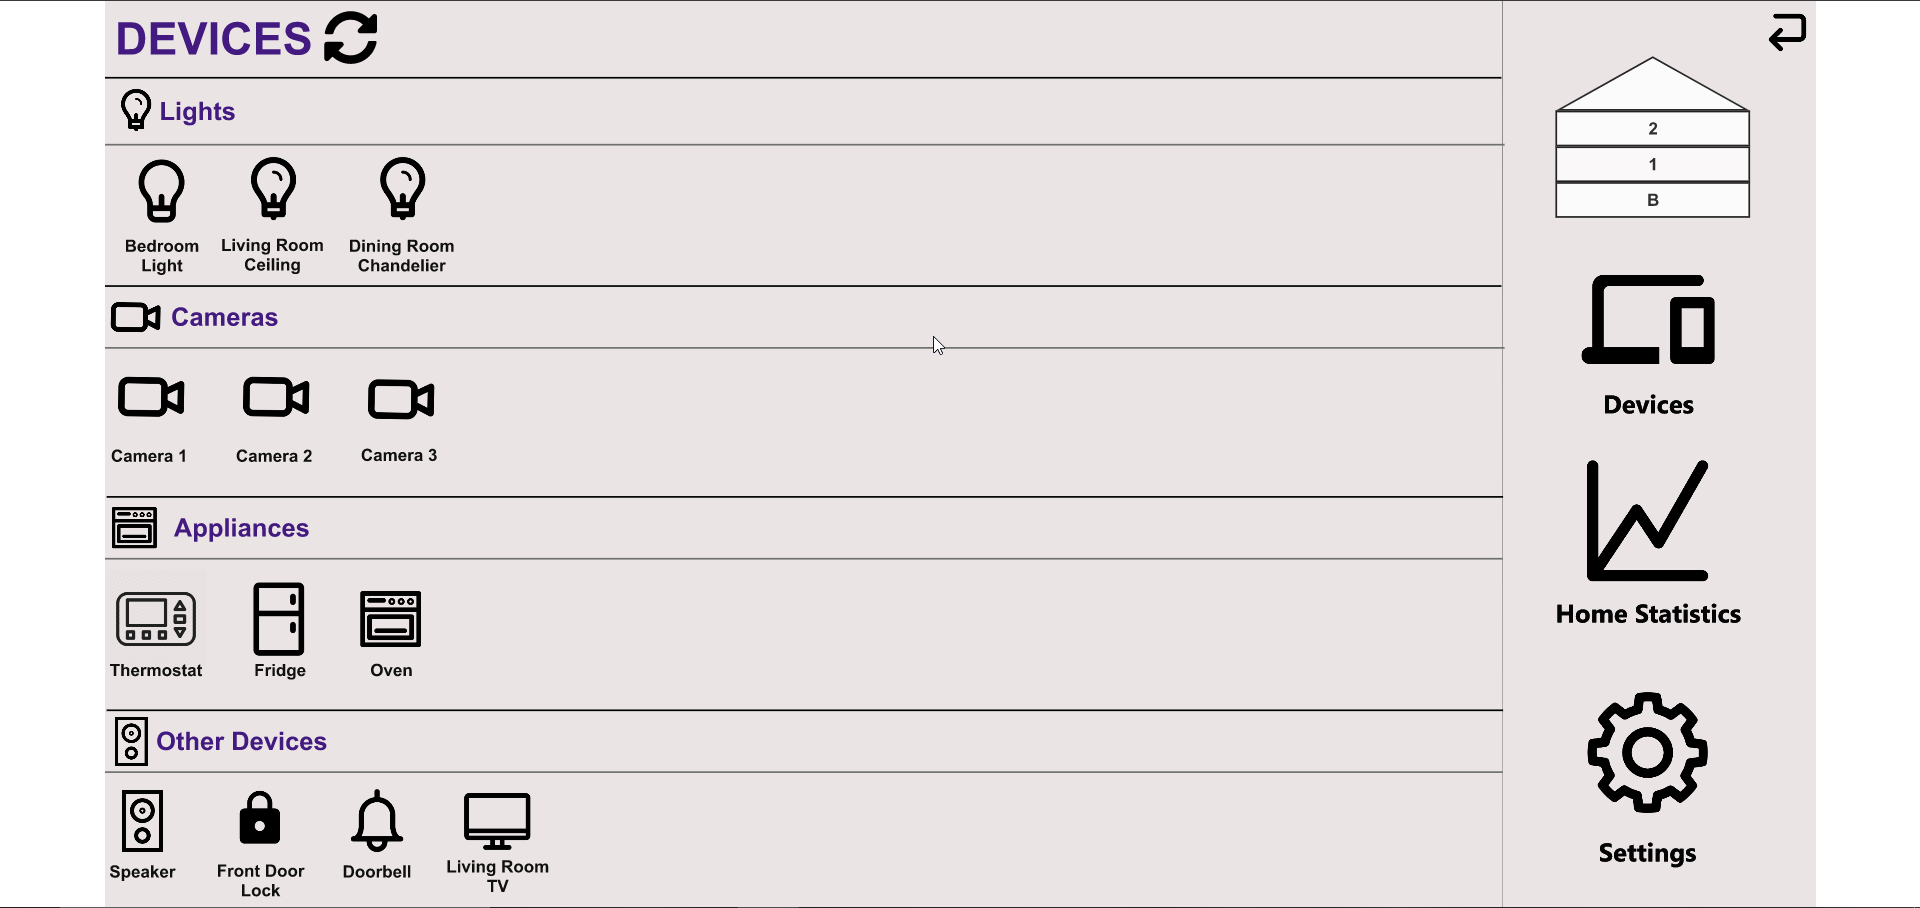 DEVICES
Lights
Bedroom
Light
Living Room
Ceiling
Dining Room
Chandelier
Cameras
Camera 1
Camera 2
Camera 3
Appliances
Thermostat
Fridge
Oven
Other Devices
Speaker
Front Door
Lock
Doorbell
Living Room
TV
2
1
B
Devices
Home Statistics
Settings